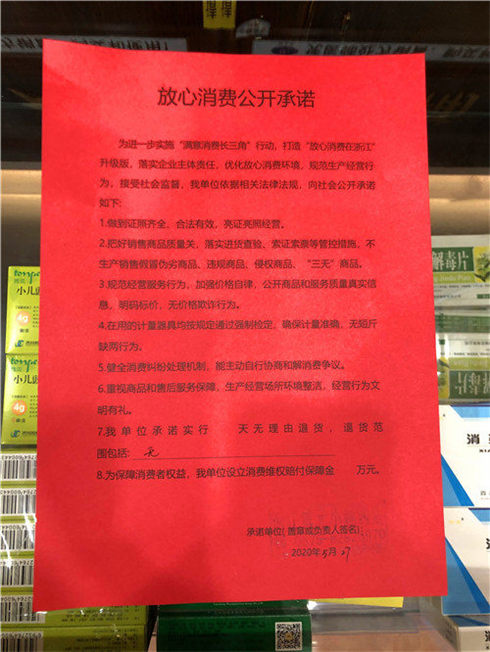 放心消费公开承诺
为进一步实施“满意消费长三角”行动，打造“放心消费在浙江”
升级版，落实企业主体责任，优化放心消费环境，规范生产经营行
为，接受社会监督，我单位依据相关法律法规，向社会公开承诺
如下：
1.做到证照齐全、合法有效，亮证亮照经营。
2.把好销售商品质量关，落实进货查验、索证索票等管控措施，不
生产销售假冒伪劣商品、违规商品、侵权商品、“三无”商品。
3.规范经营服务行为，加强价格自律，公开商品和服务质量真实信
息，明码标价，无价格欺诈行为。
4.在用的计量器具均按规定通过强制检定，确保计量准确，无短斤
缺两行为。
5.健全消费纠纷处理机制，能主动自行协商和解消费争议。
6.重视商品和售后服务保障，生产经营场所环境整洁，经营行为文
明有礼。
7.我单位承诺实行 天无理由退货，退货范
围包括: 无
8.为保障消费者权益，我单位设立消费维权赔付保障金 万元。
承诺单位(盖章或负责人签名)
2020年5月27
解毒片
小儿
4g
小儿
4g
消